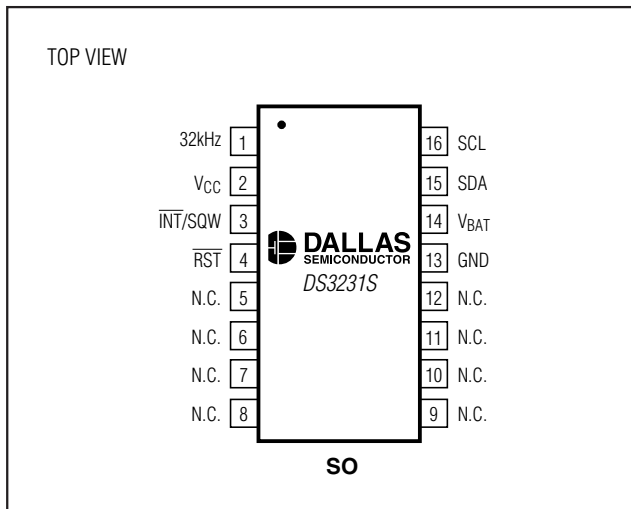 TOP VIEW
32kHz 1 16 SCL
VCC 2 15 SDA
INT/SQW 3 14 VBAT
RST 4 13 GND
DALLAS
SEMICONDUCTOR
DS3231S
N.C. 5 12 N.C.
N.C. 6 11 N.C.
N.C. 7 10 N.C.
N.C. 8 9 N.C.
SO